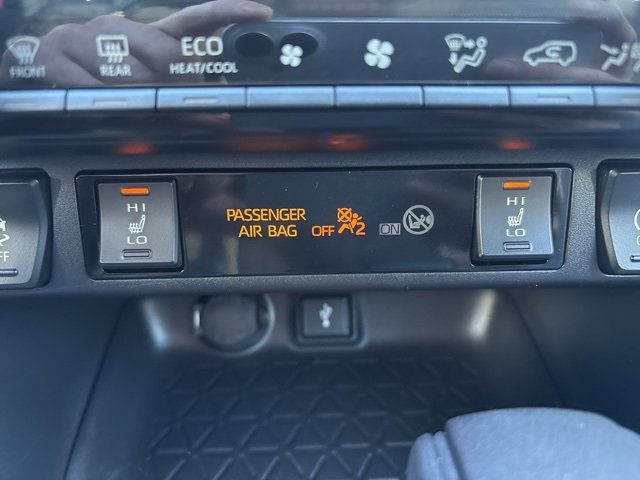 FRONT
REAR
ECO
HEAT/COOL
HI
LO
PASSENGER
AIR BAG OFF 2 ON
HI
LO